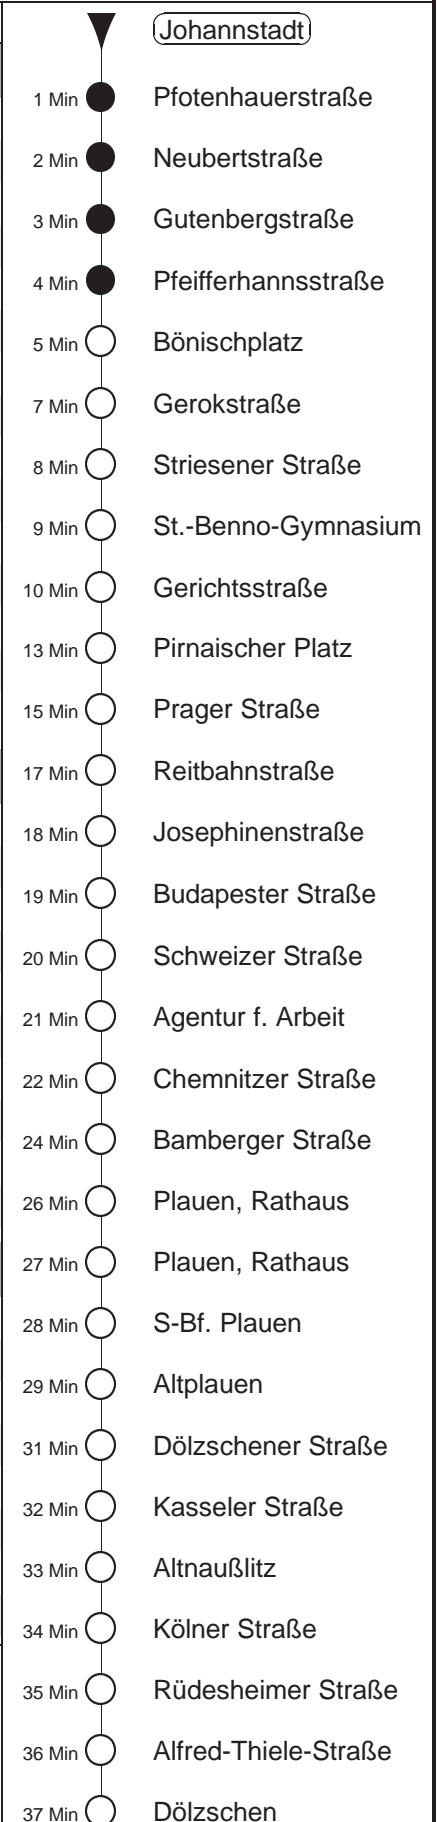 Johannstadt
1 Min Pfotenhauerstraße
2 Min Neubertstraße
3 Min Gutenbergstraße
4 Min Pfeifferhannsstraße
5 Min Bönischplatz
7 Min Gerokstraße
8 Min Striesener Straße
9 Min St.-Benno-Gymnasium
10 Min Gerichtsstraße
13 Min Pirnaischer Platz
15 Min Prager Straße
17 Min Reitbahnstraße
18 Min Josephinenstraße
19 Min Budapester Straße
20 Min Schweizer Straße
21 Min Agentur f. Arbeit
22 Min Chemnitzer Straße
24 Min Bamberger Straße
26 Min Plauen, Rathaus
27 Min Plauen, Rathaus
28 Min S-Bf. Plauen
29 Min Altplauen
31 Min Dölzschener Straße
32 Min Kasseler Straße
33 Min Altnaußlitz
34 Min Kölner Straße
35 Min Rüdesheimer Straße
36 Min Alfred-Thiele-Straße
37 Min Dölzschen